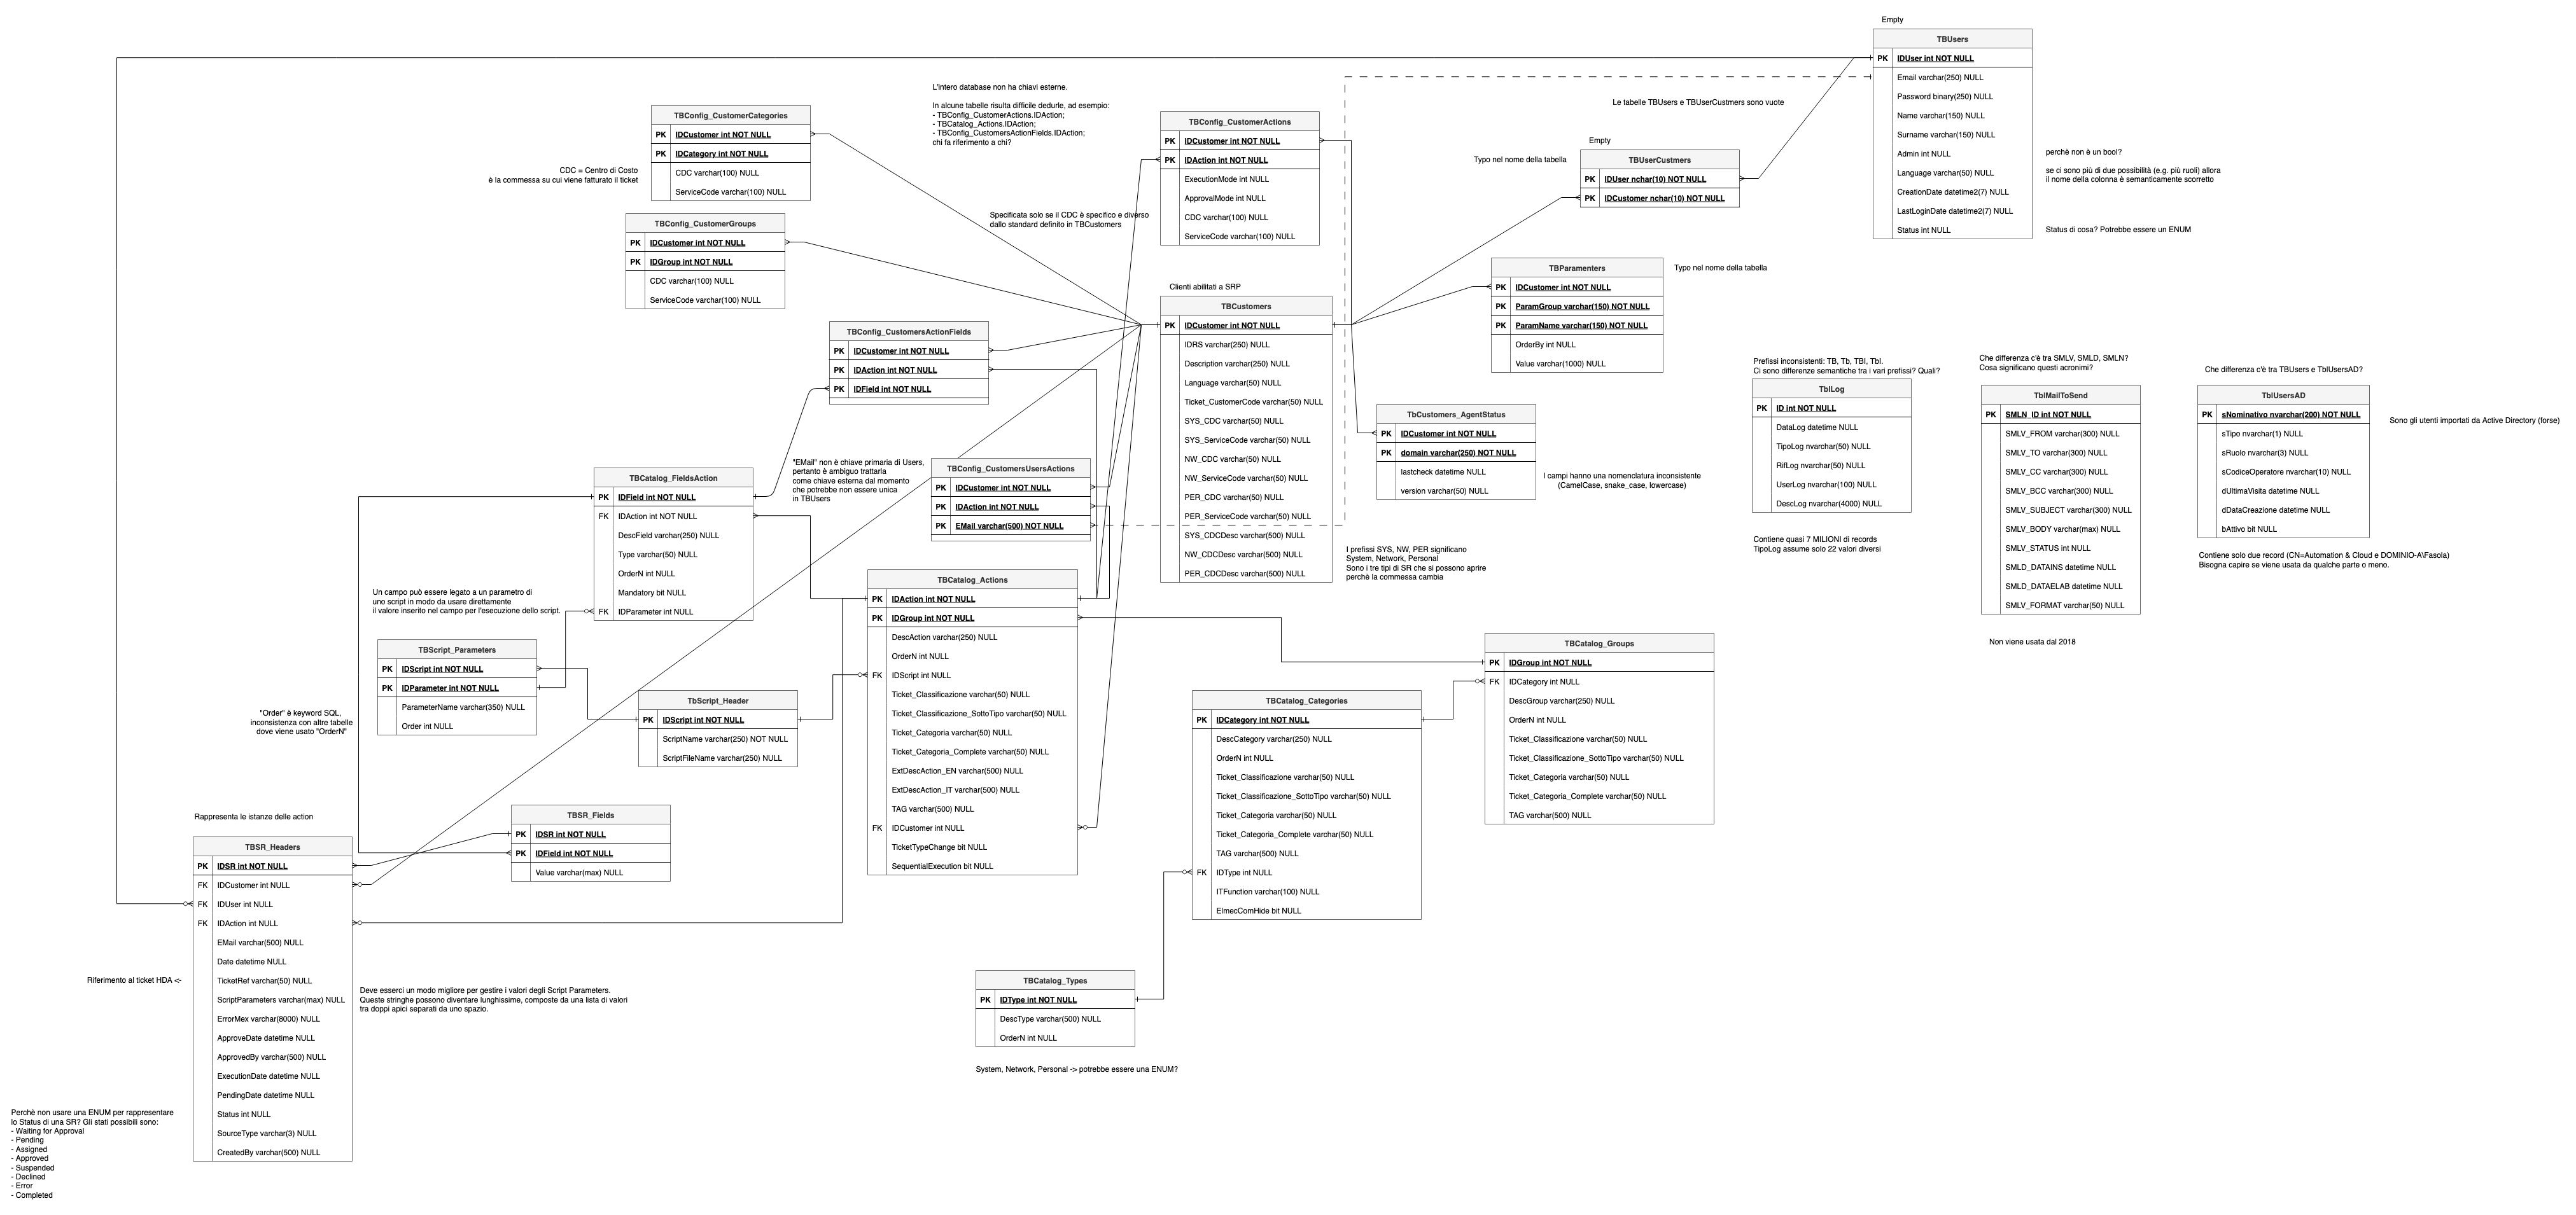 Empty
TBUsers
PK IDUser int NOT NULL
Email varchar(250) NULL
Password binary(250) NULL
Name varchar(150) NULL
Surname varchar(150) NULL
Admin int NULL
Language varchar(50) NULL
CreationDate datetime2(7) NULL
LastLoginDate datetime2(7) NULL
Status int NULL
perchè non è un bool?
se ci sono più di due possibilità (e.g. più ruoli) allora
il nome della colonna è semanticamente scorretto
Status di cosa? Potrebbe essere un ENUM
Le tabelle TBUsers e TBUserCustmers sono vuote
Empty
Typo nel nome della tabella
TBUserCustmers
PK IDUser nchar(10) NOT NULL
PK IDCustomer nchar(10) NOT NULL
L'intero database non ha chiavi esterne.
In alcune tabelle risulta difficile dedurle, ad esempio:
- TBConfig_CustomerActions.IDAction;
- TBCatalog_Actions.IDAction;
- TBConfig_CustomersActionFields.IDAction;
chi fa riferimento a chi?
TBConfig_CustomerCategories
PK IDCustomer int NOT NULL
PK IDCategory int NOT NULL
CDC varchar(100) NULL
ServiceCode varchar(100) NULL
CDC = Centro di Costo
è la commessa su cui viene fatturato il ticket
TBConfig_CustomerActions
PK IDCustomer int NOT NULL
PK IDAction int NOT NULL
ExecutionMode int NULL
ApprovalMode int NULL
CDC varchar(100) NULL
ServiceCode varchar(100) NULL
Specificata solo se il CDC è specifico e diverso
dallo standard definito in TBCustomers
TBConfig_CustomerGroups
PK IDCustomer int NOT NULL
PK IDGroup int NOT NULL
CDC varchar(100) NULL
ServiceCode varchar(100) NULL
TBParamenters
Typo nel nome della tabella
PK IDCustomer int NOT NULL
PK ParamGroup varchar(150) NOT NULL
PK ParamName varchar(150) NOT NULL
OrderBy int NULL
Value varchar(1000) NULL
Clienti abilitati a SRP
TBCustomers
PK IDCustomer int NOT NULL
IDRS varchar(250) NULL
Description varchar(250) NULL
Language varchar(50) NULL
Ticket_CustomerCode varchar(50) NULL
SYS_CDC varchar(50) NULL
SYS_ServiceCode varchar(50) NULL
NW_CDC varchar(50) NULL
NW_ServiceCode varchar(50) NULL
PER_CDC varchar(50) NULL
PER_ServiceCode varchar(50) NULL
SYS_CDCDesc varchar(500) NULL
NW_CDCDesc varchar(500) NULL
PER_CDCDesc varchar(500) NULL
I prefissi SYS, NW, PER significano
System, Network, Personal
Sono i tre tipi di SR che si possono aprire
perchè la commessa cambia
TBConfig_CustomersActionFields
PK IDCustomer int NOT NULL
PK IDAction int NOT NULL
PK IDField int NOT NULL
TbCustomers_AgentStatus
PK IDCustomer int NOT NULL
PK domain varchar(250) NOT NULL
lastcheck datetime NULL
version varchar(50) NULL
I campi hanno una nomenclatura inconsistente
(CamelCase, snake_case, lowercase)
Prefissi inconsistenti: TB, Tb, TBl, Tbl.
Ci sono differenze semantiche tra i vari prefissi? Quali?
TblLog
PK ID int NOT NULL
DataLog datetime NULL
TipoLog nvarchar(50) NULL
RifLog nvarchar(50) NULL
UserLog nvarchar(100) NULL
DescLog nvarchar(4000) NULL
Contiene quasi 7 MILIONI di records
TipoLog assume solo 22 valori diversi
Che differenza c'è tra SMLV, SMLD, SMLN?
Cosa significano questi acronimi?
TblMailToSend
PK SMLN_ID int NOT NULL
SMLV_FROM varchar(300) NULL
SMLV_TO varchar(300) NULL
SMLV_CC varchar(300) NULL
SMLV_BCC varchar(300) NULL
SMLV_SUBJECT varchar(300) NULL
SMLV_BODY varchar(max) NULL
SMLV_STATUS int NULL
SMLD_DATAINS datetime NULL
SMLD_DATAELAB datetime NULL
SMLV_FORMAT varchar(50) NULL
Non viene usata dal 2018
Che differenza c'è tra TBUsers e TblUsersAD?
TblUsersAD
PK sNominativo nvarchar(200) NOT NULL
sTipo nvarchar(1) NULL
sRuolo nvarchar(3) NULL
sCodiceOperatore nvarchar(10) NULL
dUltimaVisita datetime NULL
dDataCreazione datetime NULL
bAttivo bit NULL
Sono gli utenti importati da Active Directory (forse)
Contiene solo due record (CN=Automation & Cloud e DOMINIO-A\Fasola)
Bisogna capire se viene usata da qualche parte o meno.
"EMail" non è chiave primaria di Users,
pertanto è ambiguo trattarla
come chiave esterna dal momento
che potrebbe non essere unica
in TBUsers
TBConfig_CustomersUsersActions
PK IDCustomer int NOT NULL
PK IDAction int NOT NULL
PK EMail varchar(500) NOT NULL
TBCatalog_FieldsAction
PK IDField int NOT NULL
FK IDAction int NOT NULL
DescField varchar(250) NULL
Type varchar(50) NULL
OrderN int NULL
Mandatory bit NULL
FK IDParameter int NULL
Un campo può essere legato a un parametro di
uno script in modo da usare direttamente
il valore inserito nel campo per l'esecuzione dello script.
TBScript_Parameters
PK IDScript int NOT NULL
PK IDParameter int NOT NULL
ParameterName varchar(350) NULL
Order int NULL
"Order" è keyword SQL,
inconsistenza con altre tabelle
dove viene usato "OrderN"
TbScript_Header
PK IDScript int NOT NULL
ScriptName varchar(250) NOT NULL
ScriptFileName varchar(250) NULL
TBCatalog_Actions
PK IDAction int NOT NULL
PK IDGroup int NOT NULL
DescAction varchar(250) NULL
OrderN int NULL
FK IDScript int NULL
Ticket_Classificazione varchar(50) NULL
Ticket_Classificazione_SottoTipo varchar(50) NULL
Ticket_Categoria varchar(50) NULL
Ticket_Categoria_Complete varchar(50) NULL
ExtDescAction_EN varchar(500) NULL
ExtDescAction_IT varchar(500) NULL
TAG varchar(500) NULL
FK IDCustomer int NULL
TicketTypeChange bit NULL
SequentialExecution bit NULL
TBCatalog_Groups
PK IDGroup int NOT NULL
FK IDCategory int NULL
DescGroup varchar(250) NULL
OrderN int NULL
Ticket_Classificazione varchar(50) NULL
Ticket_Classificazione_SottoTipo varchar(50) NULL
Ticket_Categoria varchar(50) NULL
Ticket_Categoria_Complete varchar(50) NULL
TAG varchar(500) NULL
TBCatalog_Categories
PK IDCategory int NOT NULL
DescCategory varchar(250) NULL
OrderN int NULL
Ticket_Classificazione varchar(50) NULL
Ticket_Classificazione_SottoTipo varchar(50) NULL
Ticket_Categoria varchar(50) NULL
Ticket_Categoria_Complete varchar(50) NULL
TAG varchar(500) NULL
FK IDType int NULL
ITFunction varchar(100) NULL
ElmecComHide bit NULL
TBSR_Fields
PK IDSR int NOT NULL
PK IDField int NOT NULL
Value varchar(max) NULL
Rappresenta le istanze delle action
TBSR_Headers
PK IDSR int NOT NULL
FK IDCustomer int NULL
FK IDUser int NULL
FK IDAction int NULL
EMail varchar(500) NULL
Date datetime NULL
TicketRef varchar(50) NULL
ScriptParameters varchar(max) NULL
ErrorMex varchar(8000) NULL
ApproveDate datetime NULL
ApprovedBy varchar(500) NULL
ExecutionDate datetime NULL
PendingDate datetime NULL
Status int NULL
SourceType varchar(3) NULL
CreatedBy varchar(500) NULL
Riferimento al ticket HDA <-
Deve esserci un modo migliore per gestire i valori degli Script Parameters.
Queste stringhe possono diventare lunghissime, composte da una lista di valori
tra doppi apici separati da uno spazio.
TBCatalog_Types
PK IDType int NOT NULL
DescType varchar(500) NULL
OrderN int NULL
System, Network, Personal -> potrebbe essere una ENUM?
Perchè non usare una ENUM per rappresentare
lo Status di una SR? Gli stati possibili sono:
- Waiting for Approval
- Pending
- Assigned
- Approved
- Suspended
- Declined
- Error
- Completed